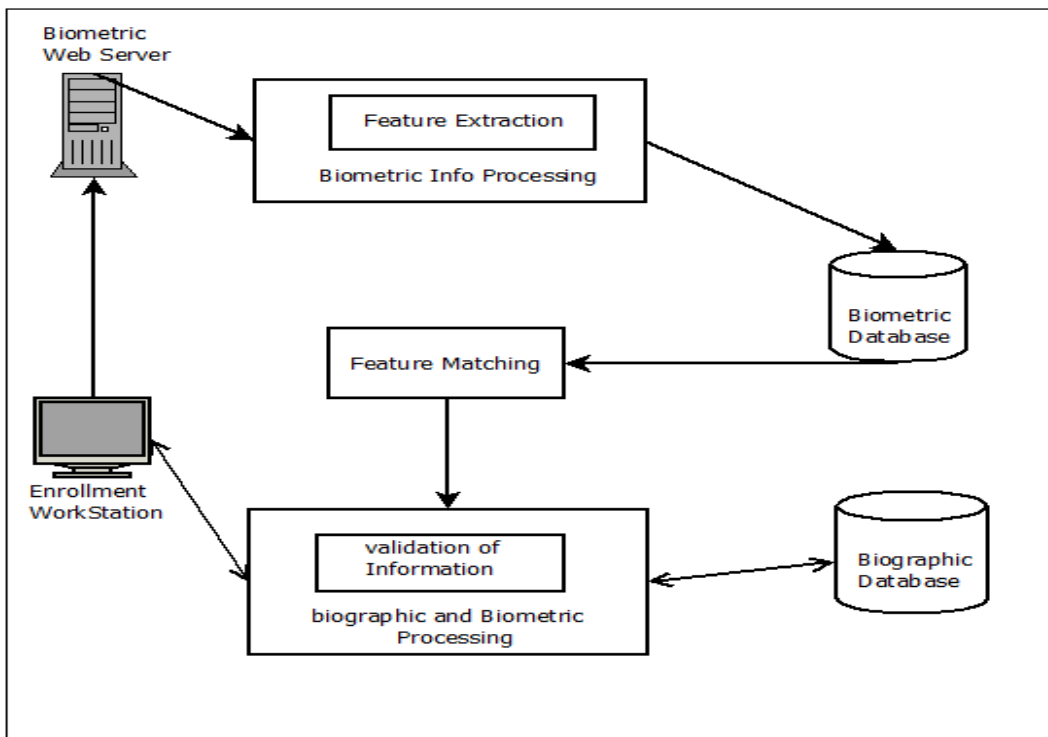 Biometric
Web Server
Feature Extraction
Biometric Info Processing
Biometric
Database
Feature Matching
Enrollment
WorkStation
validation of
Information
biographic and Biometric
Processing
Biographic
Database